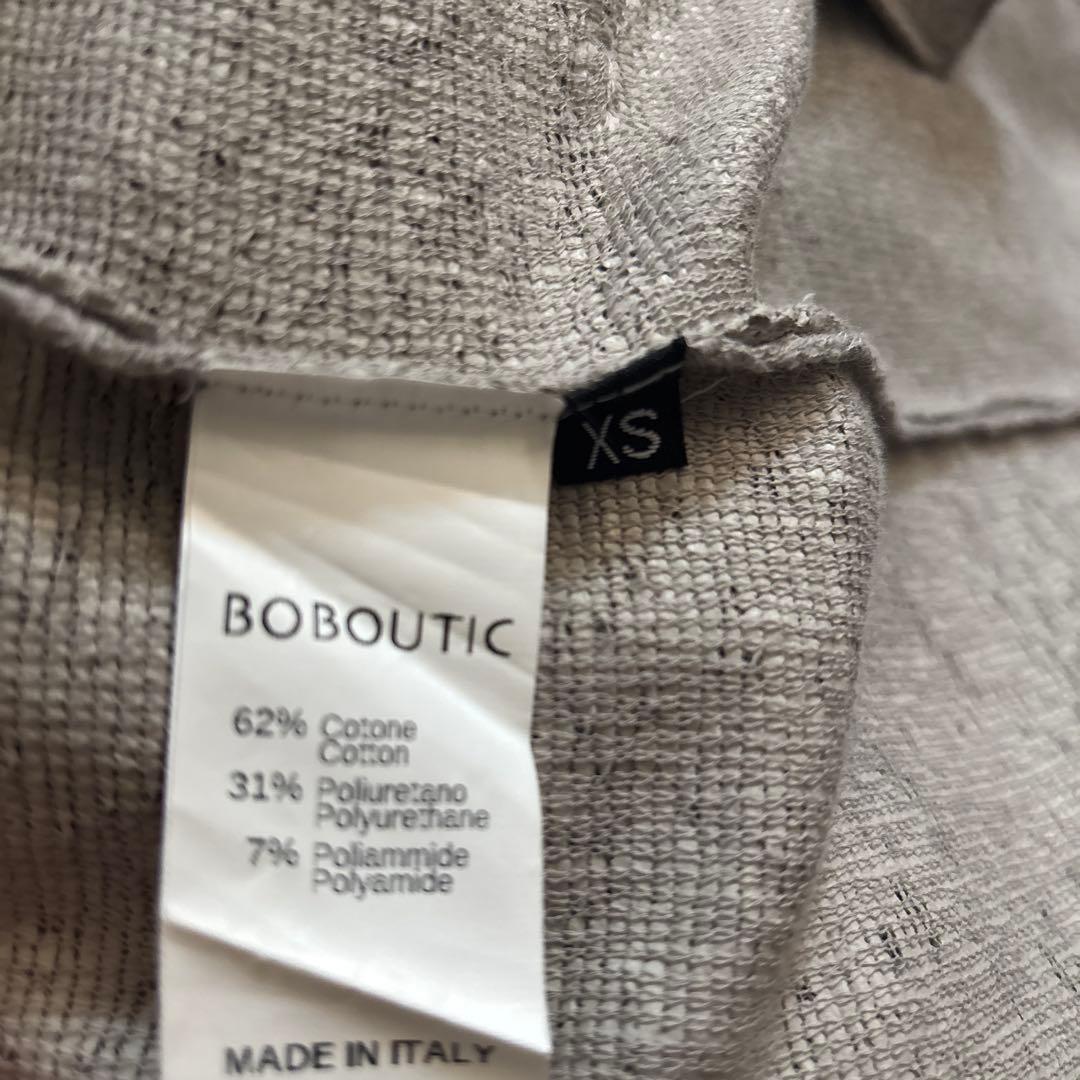 XS
BOBOUTIC
62% Cotone
Cotton
31% Poliuretano
Polyurethane
7% Poliammide
Polyamide
MADE IN ITALY